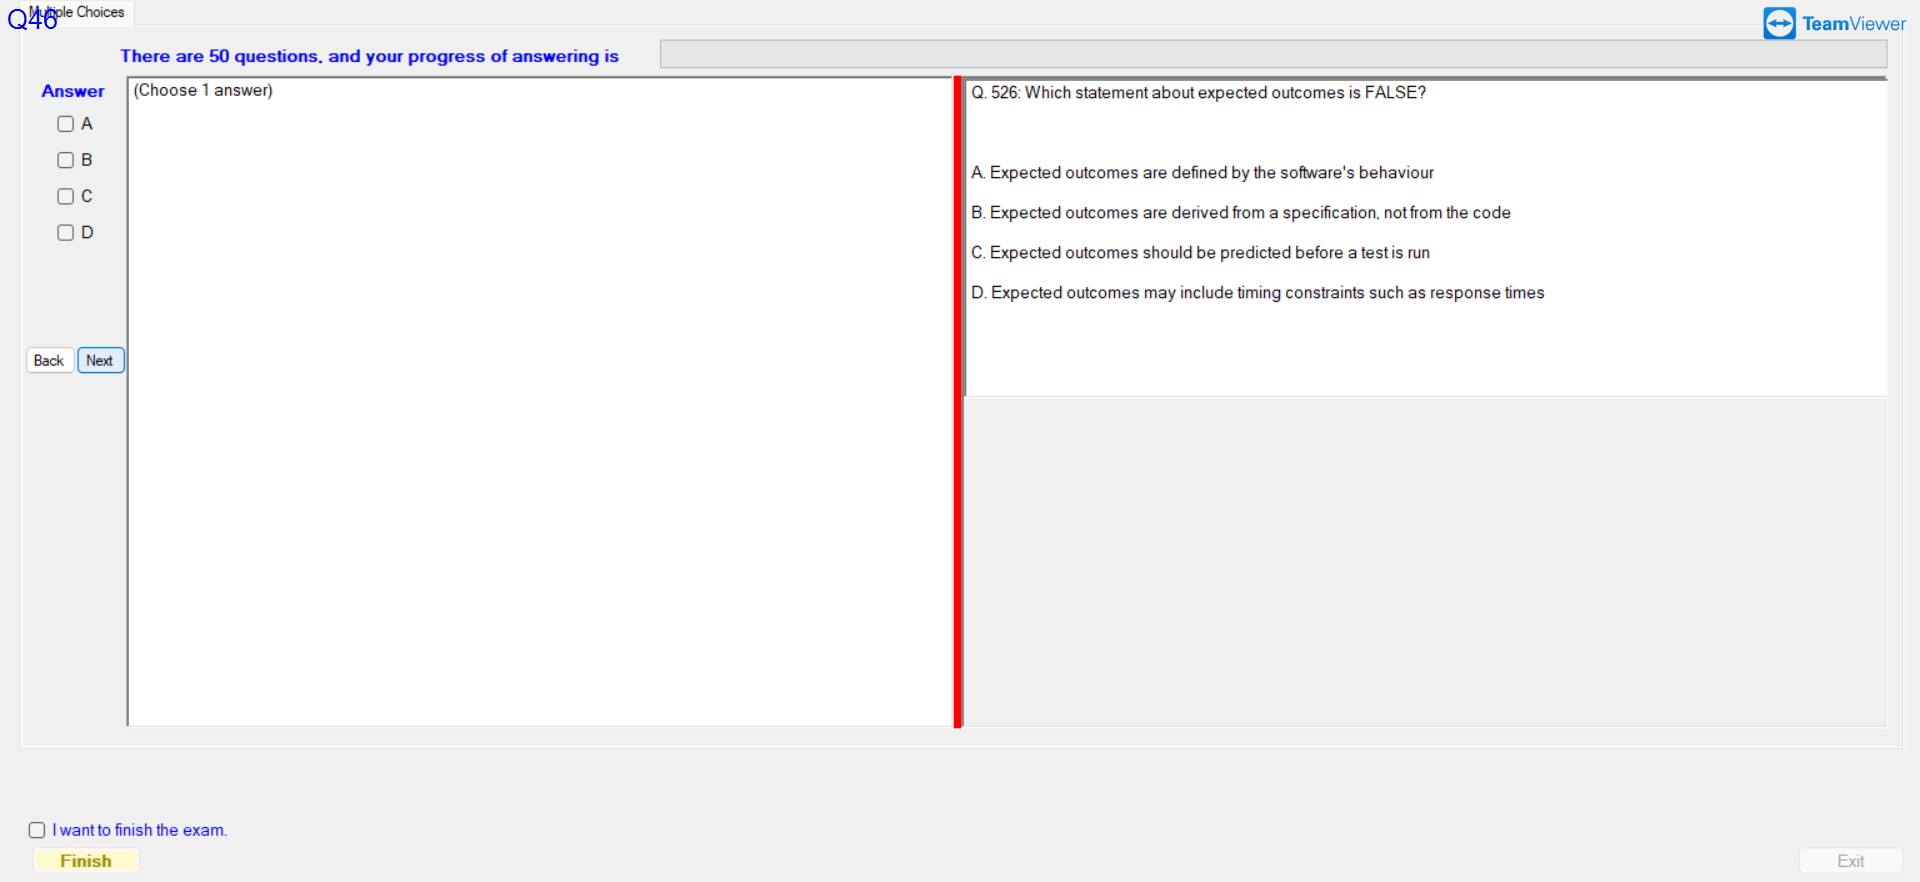 Multiple Choices
Q46
TeamViewer
There are 50 questions, and your progress of answering is
Answer
(Choose 1 answer)
A
B
C
D
Back
Next
Q. 526: Which statement about expected outcomes is FALSE?
A. Expected outcomes are defined by the software's behaviour
B. Expected outcomes are derived from a specification, not from the code
C. Expected outcomes should be predicted before a test is run
D. Expected outcomes may include timing constraints such as response times
I want to finish the exam.
Finish
Exit